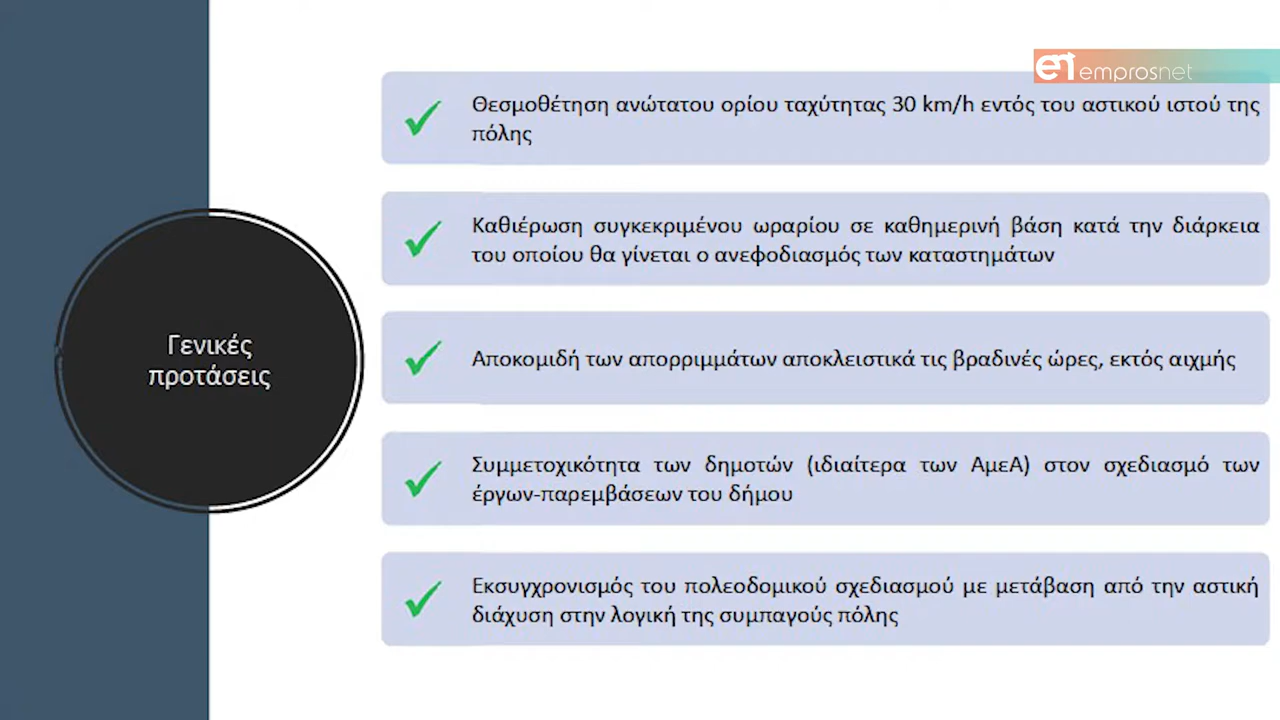 emprosnet
Θεσμοθέτηση ανώτατου ορίου ταχύτητας 30 km/h εντός του αστικού ιστού της
πόλης
Καθιέρωση συγκεκριμένου ωραρίου σε καθημερινή βάση κατά την διάρκεια
του οποίου θα γίνεται ο ανεφοδιασμός των καταστημάτων
Γενικές
προτάσεις
Αποκομιδή των απορριμμάτων αποκλειστικά τις βραδινές ώρες, εκτός αιχμής
Συμμετοχικότητα των δημοτών (ιδιαίτερα των ΑμεΑ) στον σχεδιασμό των
έργων-παρεμβάσεων του δήμου
Εκσυγχρονισμός του πολεοδομικού σχεδιασμού με μετάβαση από την αστική
διάχυση στην λογική της συμπαγούς πόλης